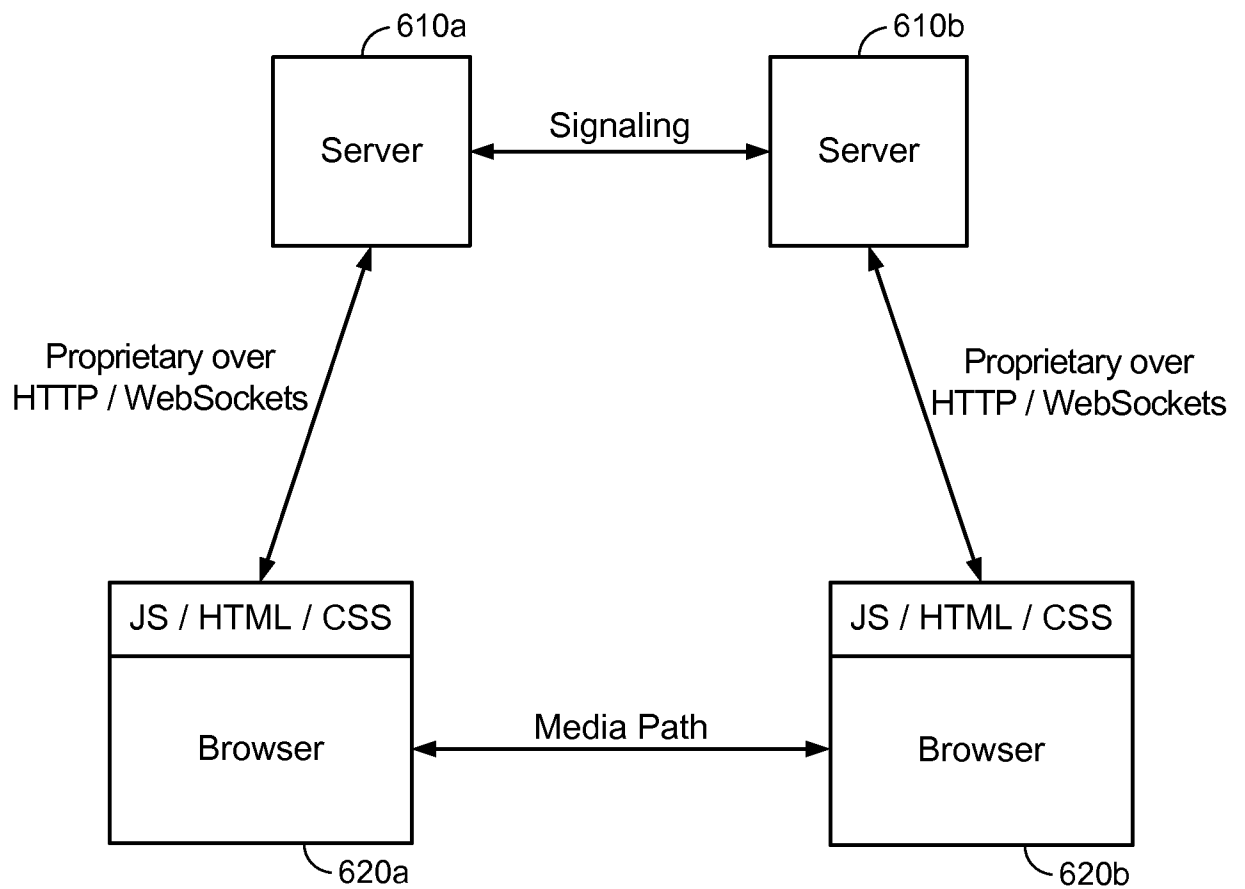 610a
610b
Server
Signaling
Server
Proprietary over
HTTP / WebSockets
Proprietary over
HTTP / WebSockets
JS / HTML / CSS
JS / HTML / CSS
Browser
Media Path
Browser
620a
620b